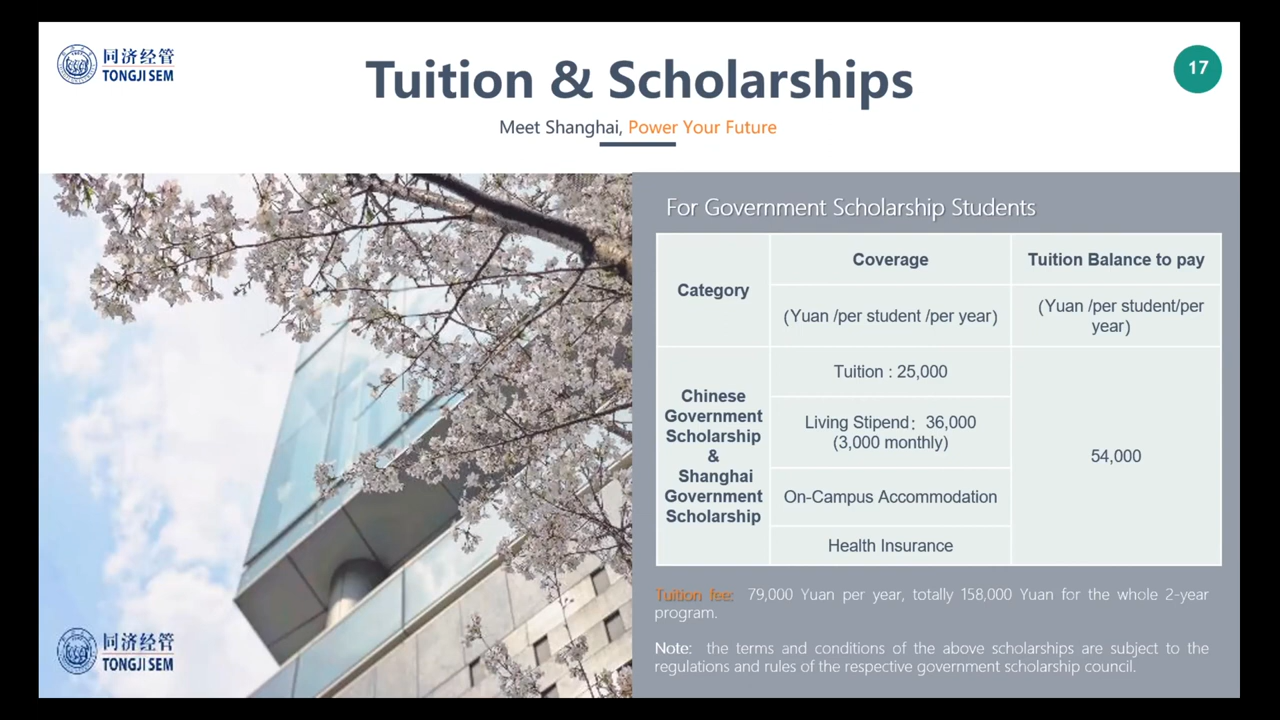 同济经管
TONGJI SEM
Tuition & Scholarships
17
Meet Shanghai, Power Your Future
For Government Scholarship Students
Category
Coverage
Tuition Balance to pay
(Yuan /per student /per year)
(Yuan /per student/per
year)
Chinese
Government
Scholarship
&
Shanghai
Government
Scholarship
Tuition : 25,000
Living Stipend：36,000
(3,000 monthly)
On-Campus Accommodation
Health Insurance
54,000
Tuition fee: 79,000 Yuan per year, totally 158,000 Yuan for the whole 2-year
program.
Note: the terms and conditions of the above scholarships are subject to the
regulations and rules of the respective government scholarship council.
同济经管
TONGJI SEM